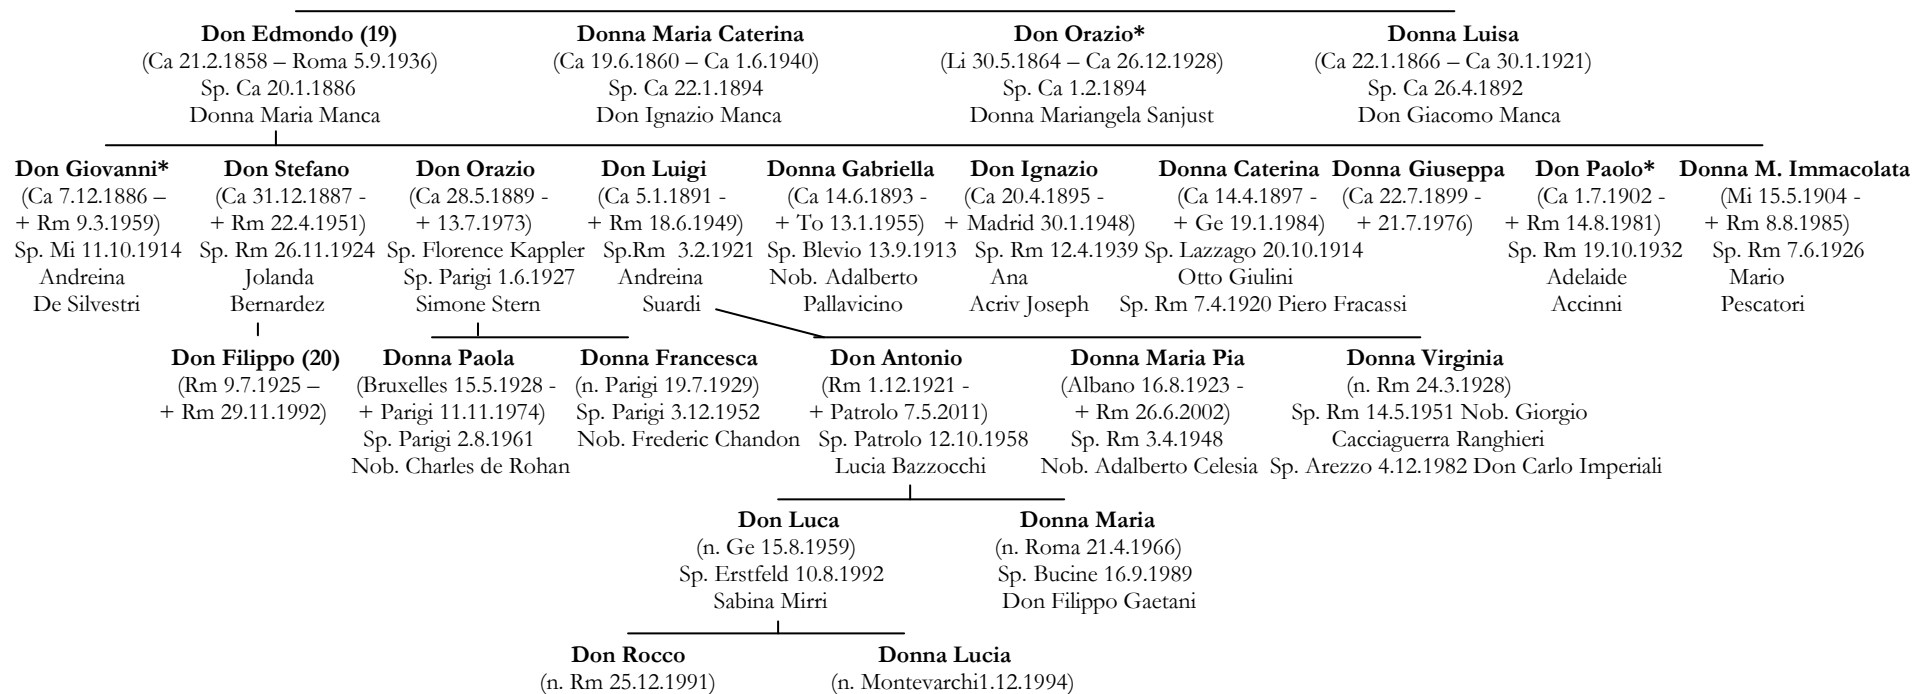 Don Edmondo (19)
(Ca 21.2.1858 – Roma 5.9.1936)
Sp. Ca 20.1.1886
Donna Maria Manca
Donna Maria Caterina
(Ca 19.6.1860 – Ca 1.6.1940)
Sp. Ca 22.1.1894
Don Ignazio Manca
Don Orazio*
(Li 30.5.1864 – Ca 26.12.1928)
Sp. Ca 1.2.1894
Donna Mariangela Sanjust
Donna Luisa
(Ca 22.1.1866 – Ca 30.1.1921)
Sp. Ca 26.4.1892
Don Giacomo Manca
Don Giovanni*
(Ca 7.12.1886 –
+ Rm 9.3.1959)
Sp. Mi 11.10.1914
Andreina
De Silvestri
Don Stefano
(Ca 31.12.1887 -
+ Rm 22.4.1951)
Sp. Rm 26.11.1924
Jolanda
Bernardez
Don Orazio
(Ca 28.5.1889 -
+ 13.7.1973)
Sp. Florence Kappler
Sp. Parigi 1.6.1927
Simone Stern
Don Luigi
(Ca 5.1.1891 -
+ Rm 18.6.1949)
Sp.Rm 3.2.1921
Andreina
Suardi
Donna Gabriella
(Ca 14.6.1893 -
+ To 13.1.1955)
Sp. Blevio 13.9.1913
Nob. Adalberto
Pallavicino
Don Ignazio
(Ca 20.4.1895 -
+ Madrid 30.1.1948)
Sp. Rm 12.4.1939
Ana
Acriv Joseph
Donna Caterina
(Ca 14.4.1897 -
+ Ge 19.1.1984)
Sp. Lazzago 20.10.1914
Otto Giulini
Sp. Rm 7.4.1920 Piero Fracassi
Donna Giuseppa
(Ca 22.7.1899 -
+ 21.7.1976)
Don Paolo*
(Ca 1.7.1902 -
+ Rm 14.8.1981)
Sp. Rm 19.10.1932
Adelaide
Accinni
Donna M. Immacolata
(Mi 15.5.1904 -
+ Rm 8.8.1985)
Sp. Rm 7.6.1926
Mario
Pescatori
Don Filippo (20)
(Rm 9.7.1925 –
+ Rm 29.11.1992)
Donna Paola
(Bruxelles 15.5.1928 -
+ Parigi 11.11.1974)
Sp. Parigi 2.8.1961
Nob. Charles de Rohan
Donna Francesca
(n. Parigi 19.7.1929)
Sp. Parigi 3.12.1952
Nob. Frederic Chandon
Don Antonio
(Rm 1.12.1921 -
+ Patrolo 7.5.2011)
Sp. Patrolo 12.10.1958
Lucia Bazzocchi
Donna Maria Pia
(Albano 16.8.1923 -
+ Rm 26.6.2002)
Sp. Rm 3.4.1948
Nob. Adalberto Celesia
Donna Virginia
(n. Rm 24.3.1928)
Sp. Rm 14.5.1951 Nob. Giorgio
Cacciaguerra Ranghieri
Sp. Arezzo 4.12.1982 Don Carlo Imperiali
Don Luca
(n. Ge 15.8.1959)
Sp. Erstfeld 10.8.1992
Sabina Mirri
Donna Maria
(n. Roma 21.4.1966)
Sp. Bucine 16.9.1989
Don Filippo Gaetani
Don Rocco
(n. Rm 25.12.1991)
Donna Lucia
(n. Montevarchi1.12.1994)